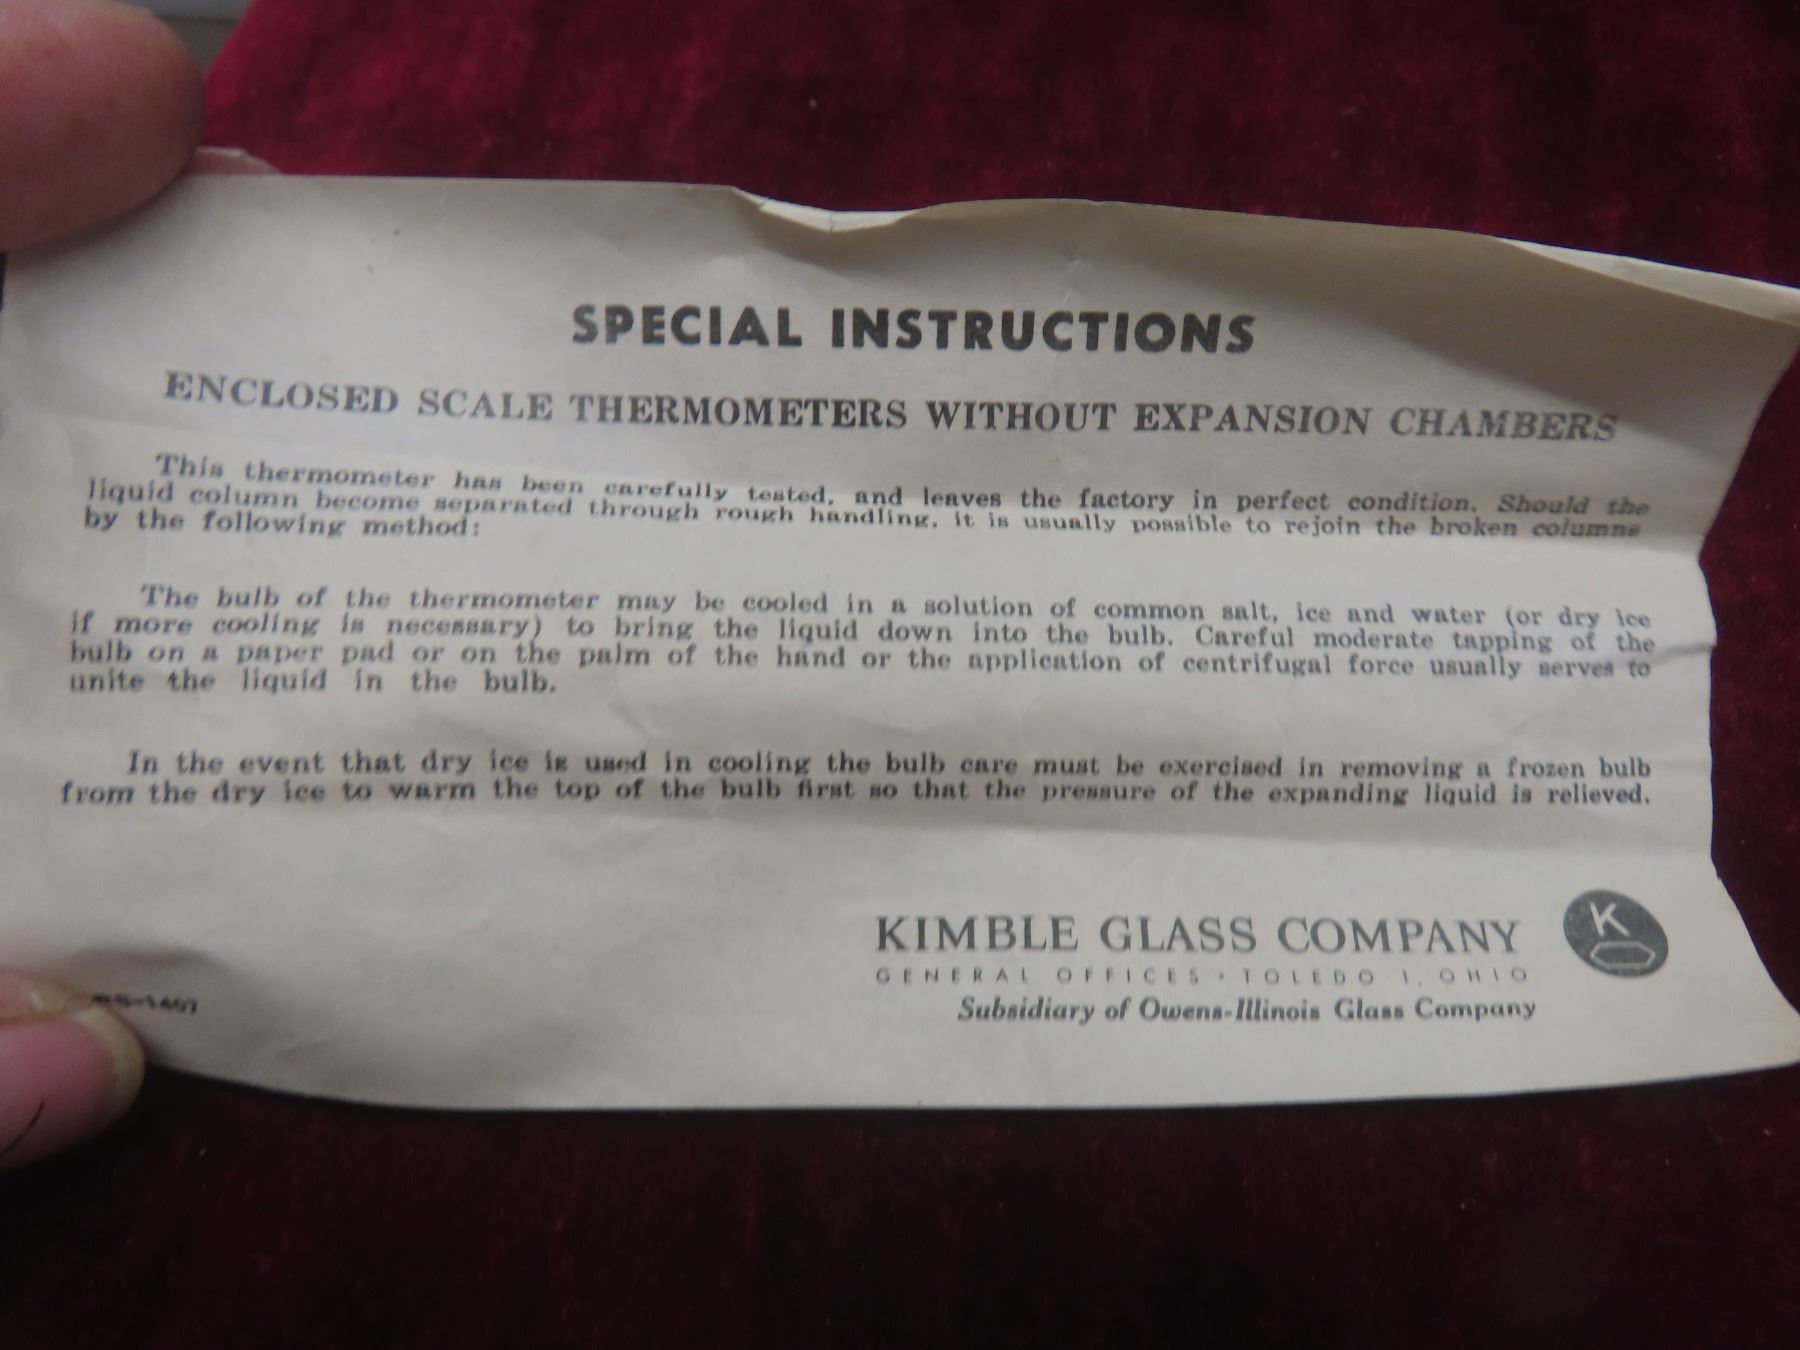 SPECIAL INSTRUCTIONS
ENCLOSED SCALE THERMOMETERS WITHOUT EXPANSION CHAMBERS
This thermometer has been carefully tested, and leaves the factory in perfect condition. Should the
liquid column become separated through rough handling, it is usually possible to rejoin the broken columns
by the following method:
The bulb of the thermometer may be cooled in a solution of common salt, ice and water (or dry ice
if more cooling is necessary) to bring the liquid down into the bulb. Careful moderate tapping of the
bulb on a paper pad or on the palm of the hand or the application of centrifugal force usually serves to
unite the liquid in the bulb.
In the event that dry ice is used in cooling the bulb care must be exercised in removing a frozen bulb
from the dry ice to warm the top of the bulb first so that the pressure of the expanding liquid is relieved.
KIMBLE GLASS COMPANY
GENERAL OFFICES · TOLEDO 1, OHIO
Subsidiary of Owens-Illinois Glass Company
K